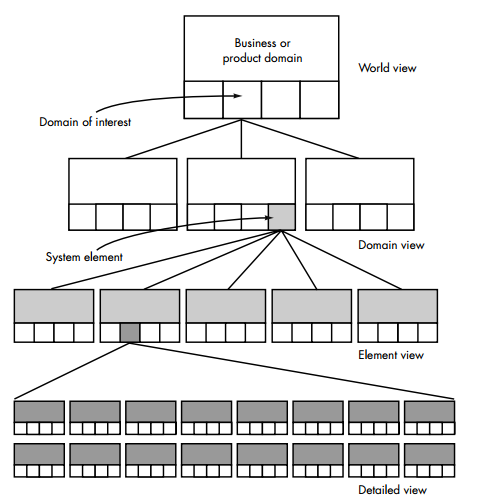 Business or
product domain
World view
Domain of interest
Domain view
System element
Element view
Detailed view